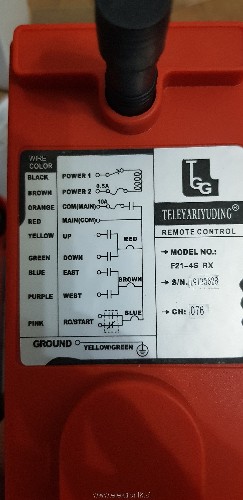 WIRE
COLOR
BLACK POWER 1
BROWN POWER 2 0.5A
ORANGE COM(MAIN) 10A
RED MAIN(COM)
YELLOW UP
RED
GREEN DOWN
BLUE EAST
BROWN
PURPLE WEST
PINK RO/START BLUE
GROUND YELLOW/GREEN
TCG
TELEYARIYUDING®
REMOTE CONTROL
MODEL NO.:
F21-4S RX
S/N.
CH: 076